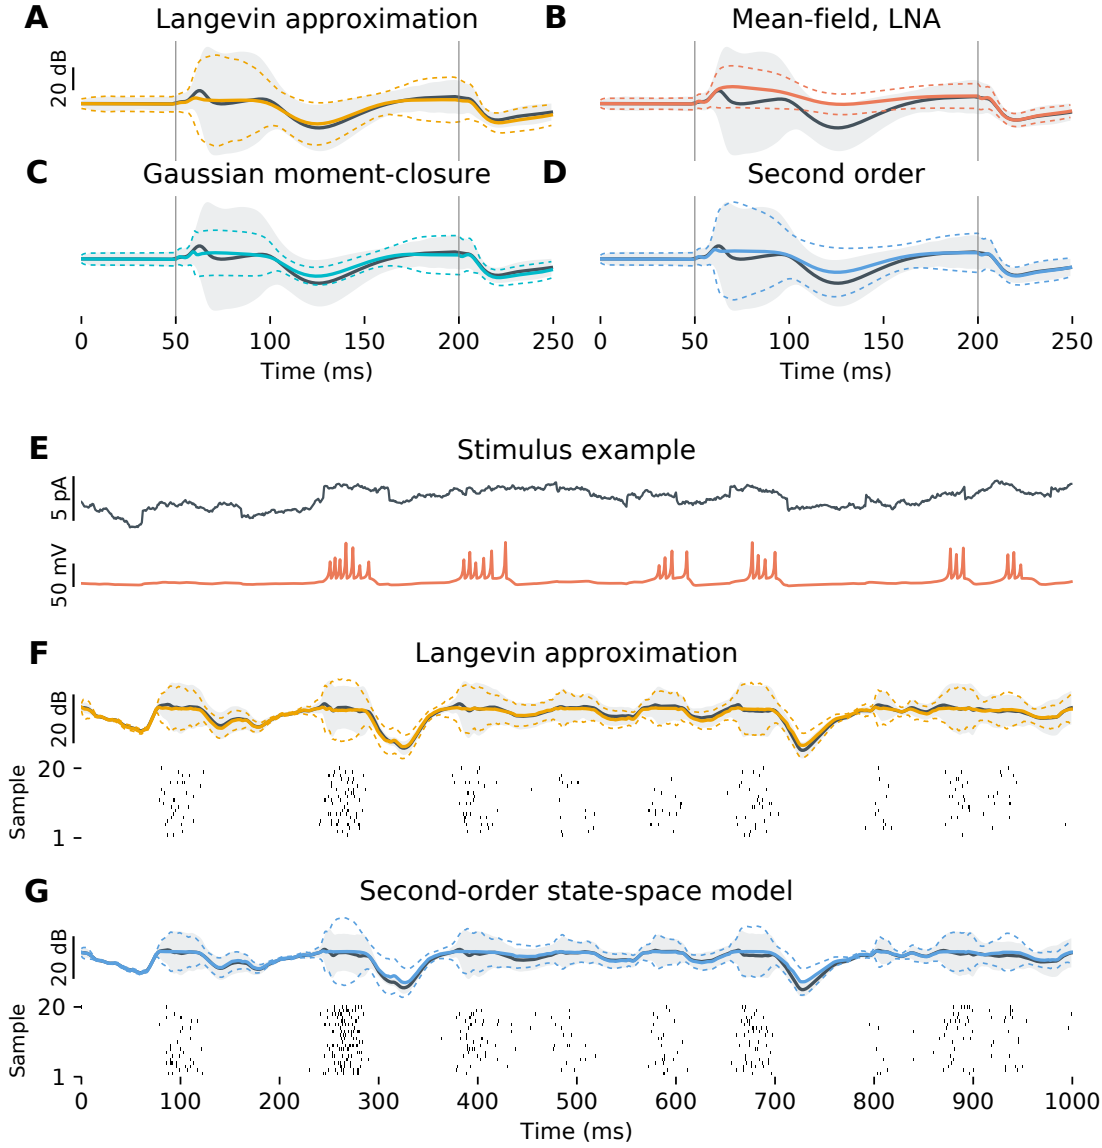 A Langevin approximation
B Mean-field, LNA
20 dB
C Gaussian moment-closure
D Second order
0 50 100 150 200 250
Time (ms)
0 50 100 150 200 250
Time (ms)
E Stimulus example
5 pA
50 mV
F Langevin approximation
20 dB
20
Sample
1
G Second-order state-space model
20 dB
20
Sample
1
0 100 200 300 400 500 600 700 800 900 1000
Time (ms)